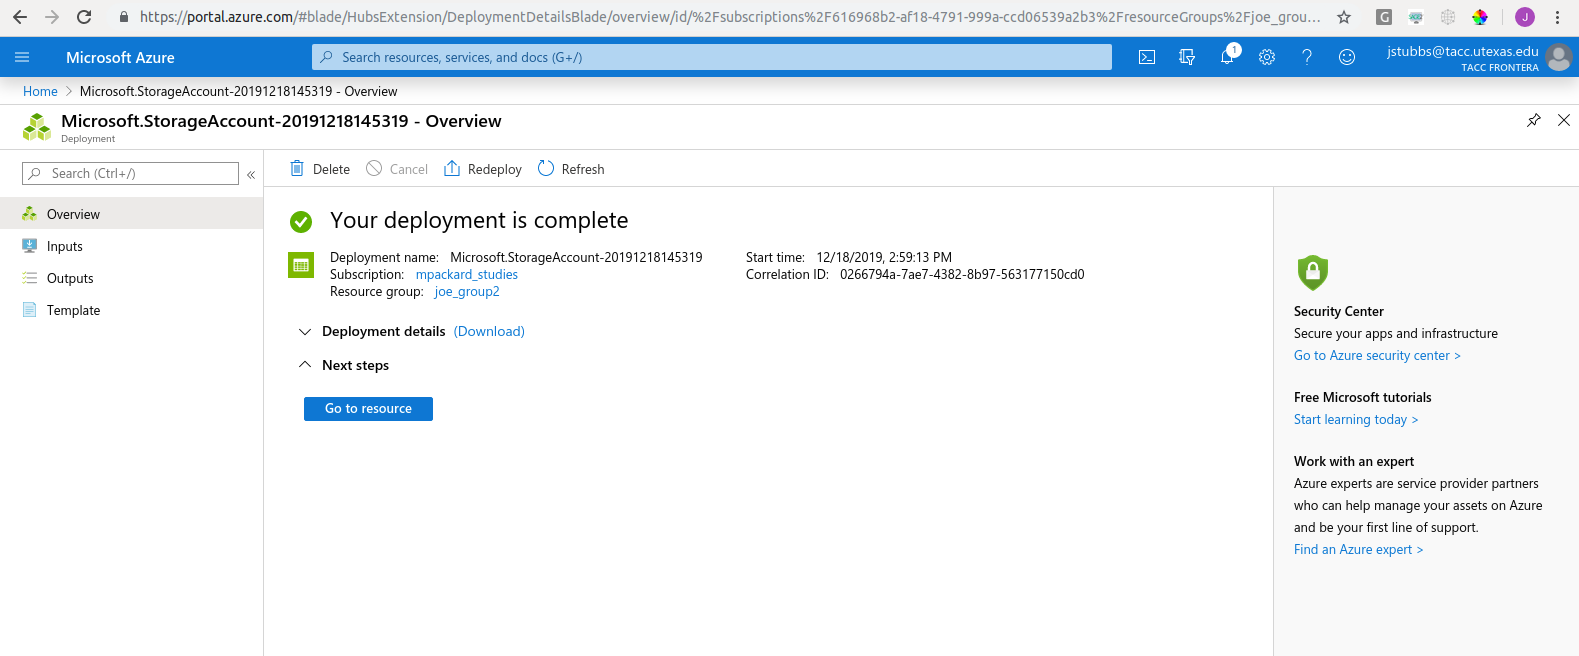 https://portal.azure.com/#blade/HubsExtension/DeploymentDetailsBlade/overview/id/%2Fsubscriptions%2F616968b2-af18-4791-999a-ccd06539a2b3%2FresourceGroups%2Fjoe_grou...
G
J
Microsoft Azure
Search resources, services, and docs (G+/)
1
jstubbs@tacc.utexas.edu
TACC FRONTERA
Home > Microsoft.StorageAccount-20191218145319 - Overview
Microsoft.StorageAccount-20191218145319 - Overview
Deployment
Search (Ctrl+/)
«
Overview
Inputs
Outputs
Template
Delete Cancel Redeploy Refresh
Your deployment is complete
Deployment name: Microsoft.StorageAccount-20191218145319
Subscription: mpackard_studies
Resource group: joe_group2
Start time: 12/18/2019, 2:59:13 PM
Correlation ID: 0266794a-7ae7-4382-8b97-563177150cd0
Deployment details (Download)
Next steps
Go to resource
Security Center
Secure your apps and infrastructure
Go to Azure security center >
Free Microsoft tutorials
Start learning today >
Work with an expert
Azure experts are service provider partners
who can help manage your assets on Azure
and be your first line of support.
Find an Azure expert >